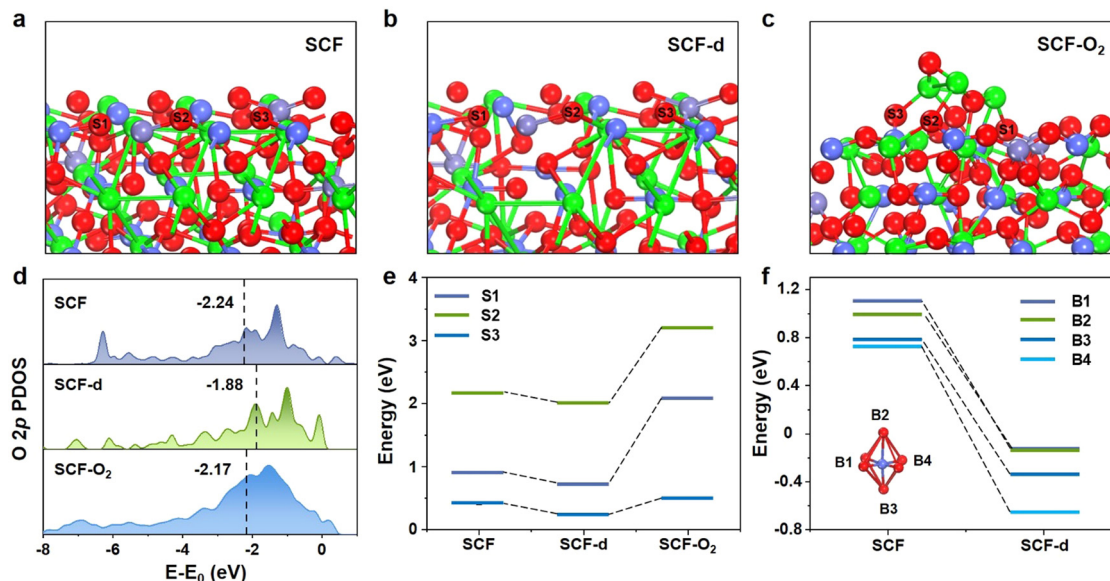 a
SCF
S1
S2
S3
b
SCF-d
S1
S2
S3
c
SCF-O₂
S3
S2
S1
d
O 2p PDOS
SCF
-2.24
SCF-d
-1.88
SCF-O₂
-2.17
-8
-6
-4
-2
0
E-E₀ (eV)
e
Energy (eV)
4
3
2
1
0
S1
S2
S3
SCF
SCF-d
SCF-O₂
f
Energy (eV)
1.2
0.8
0.4
0
-0.4
-0.8
B1
B2
B3
B4
B2
B1
B4
B3
SCF
SCF-d